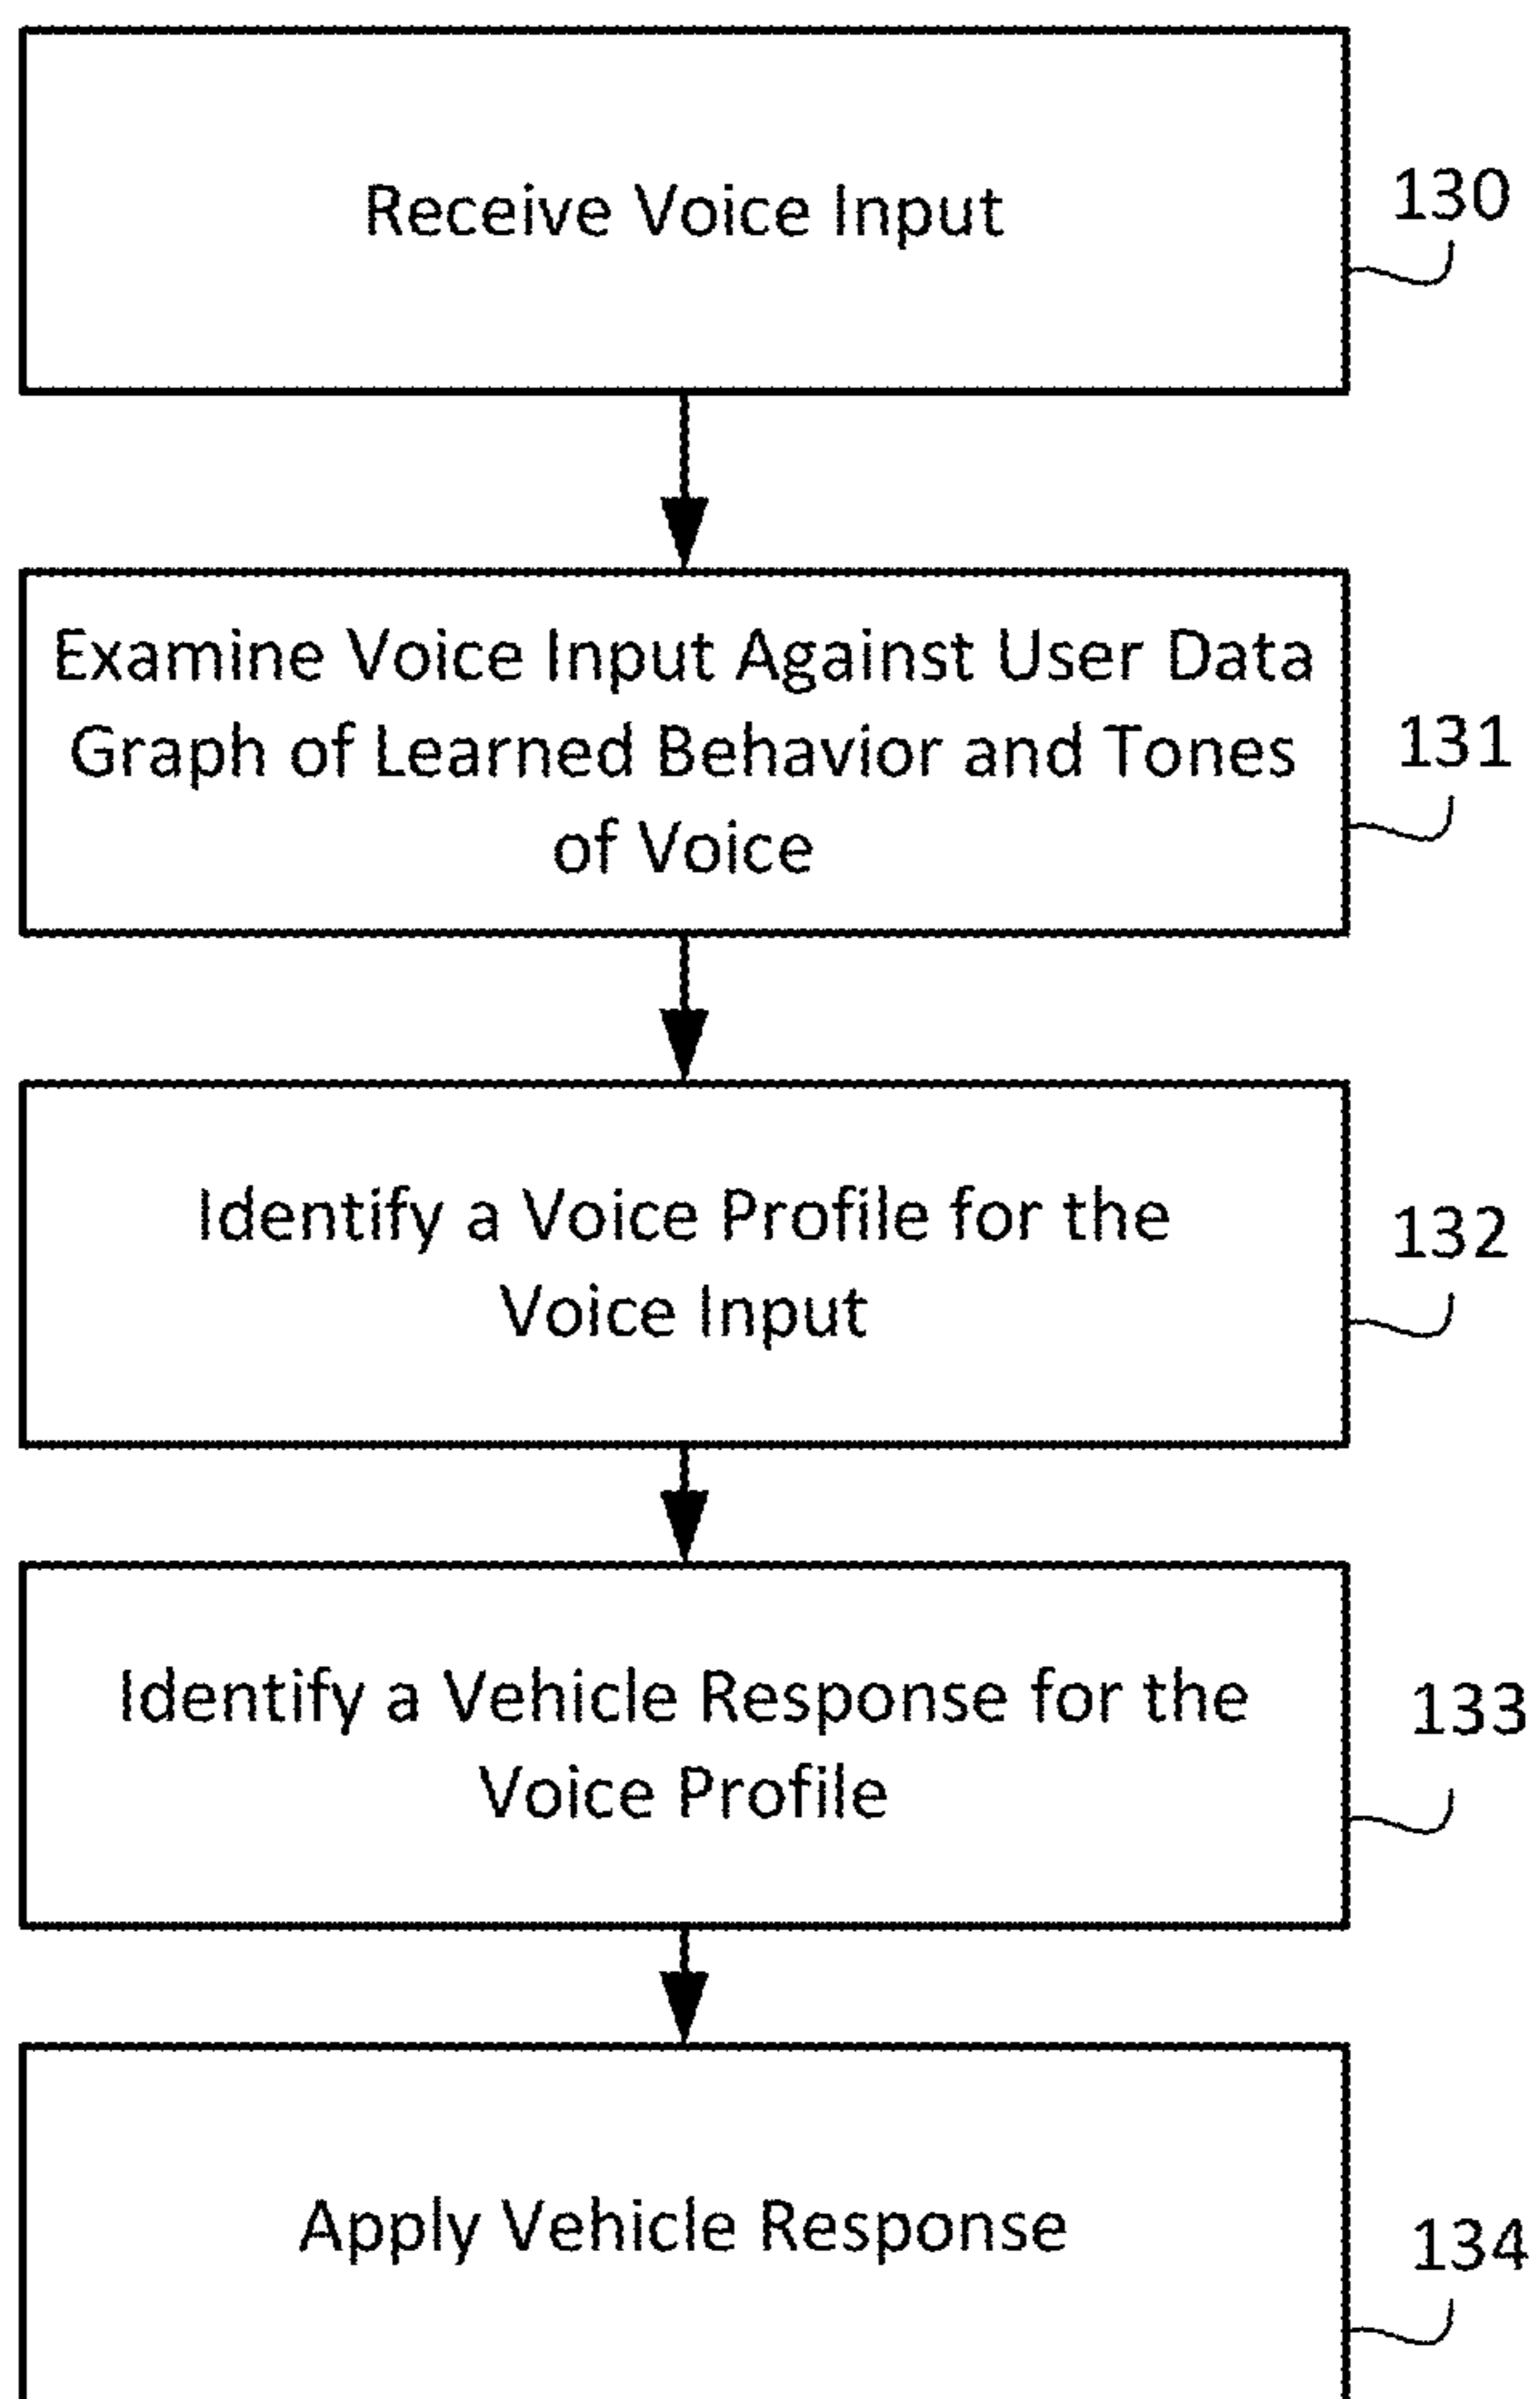 Receive Voice Input
130
Examine Voice Input Against User Data
Graph of Learned Behavior and Tones
of Voice
131
Identify a Voice Profile for the
Voice Input
132
Identify a Vehicle Response for the
Voice Profile
133
Apply Vehicle Response
134